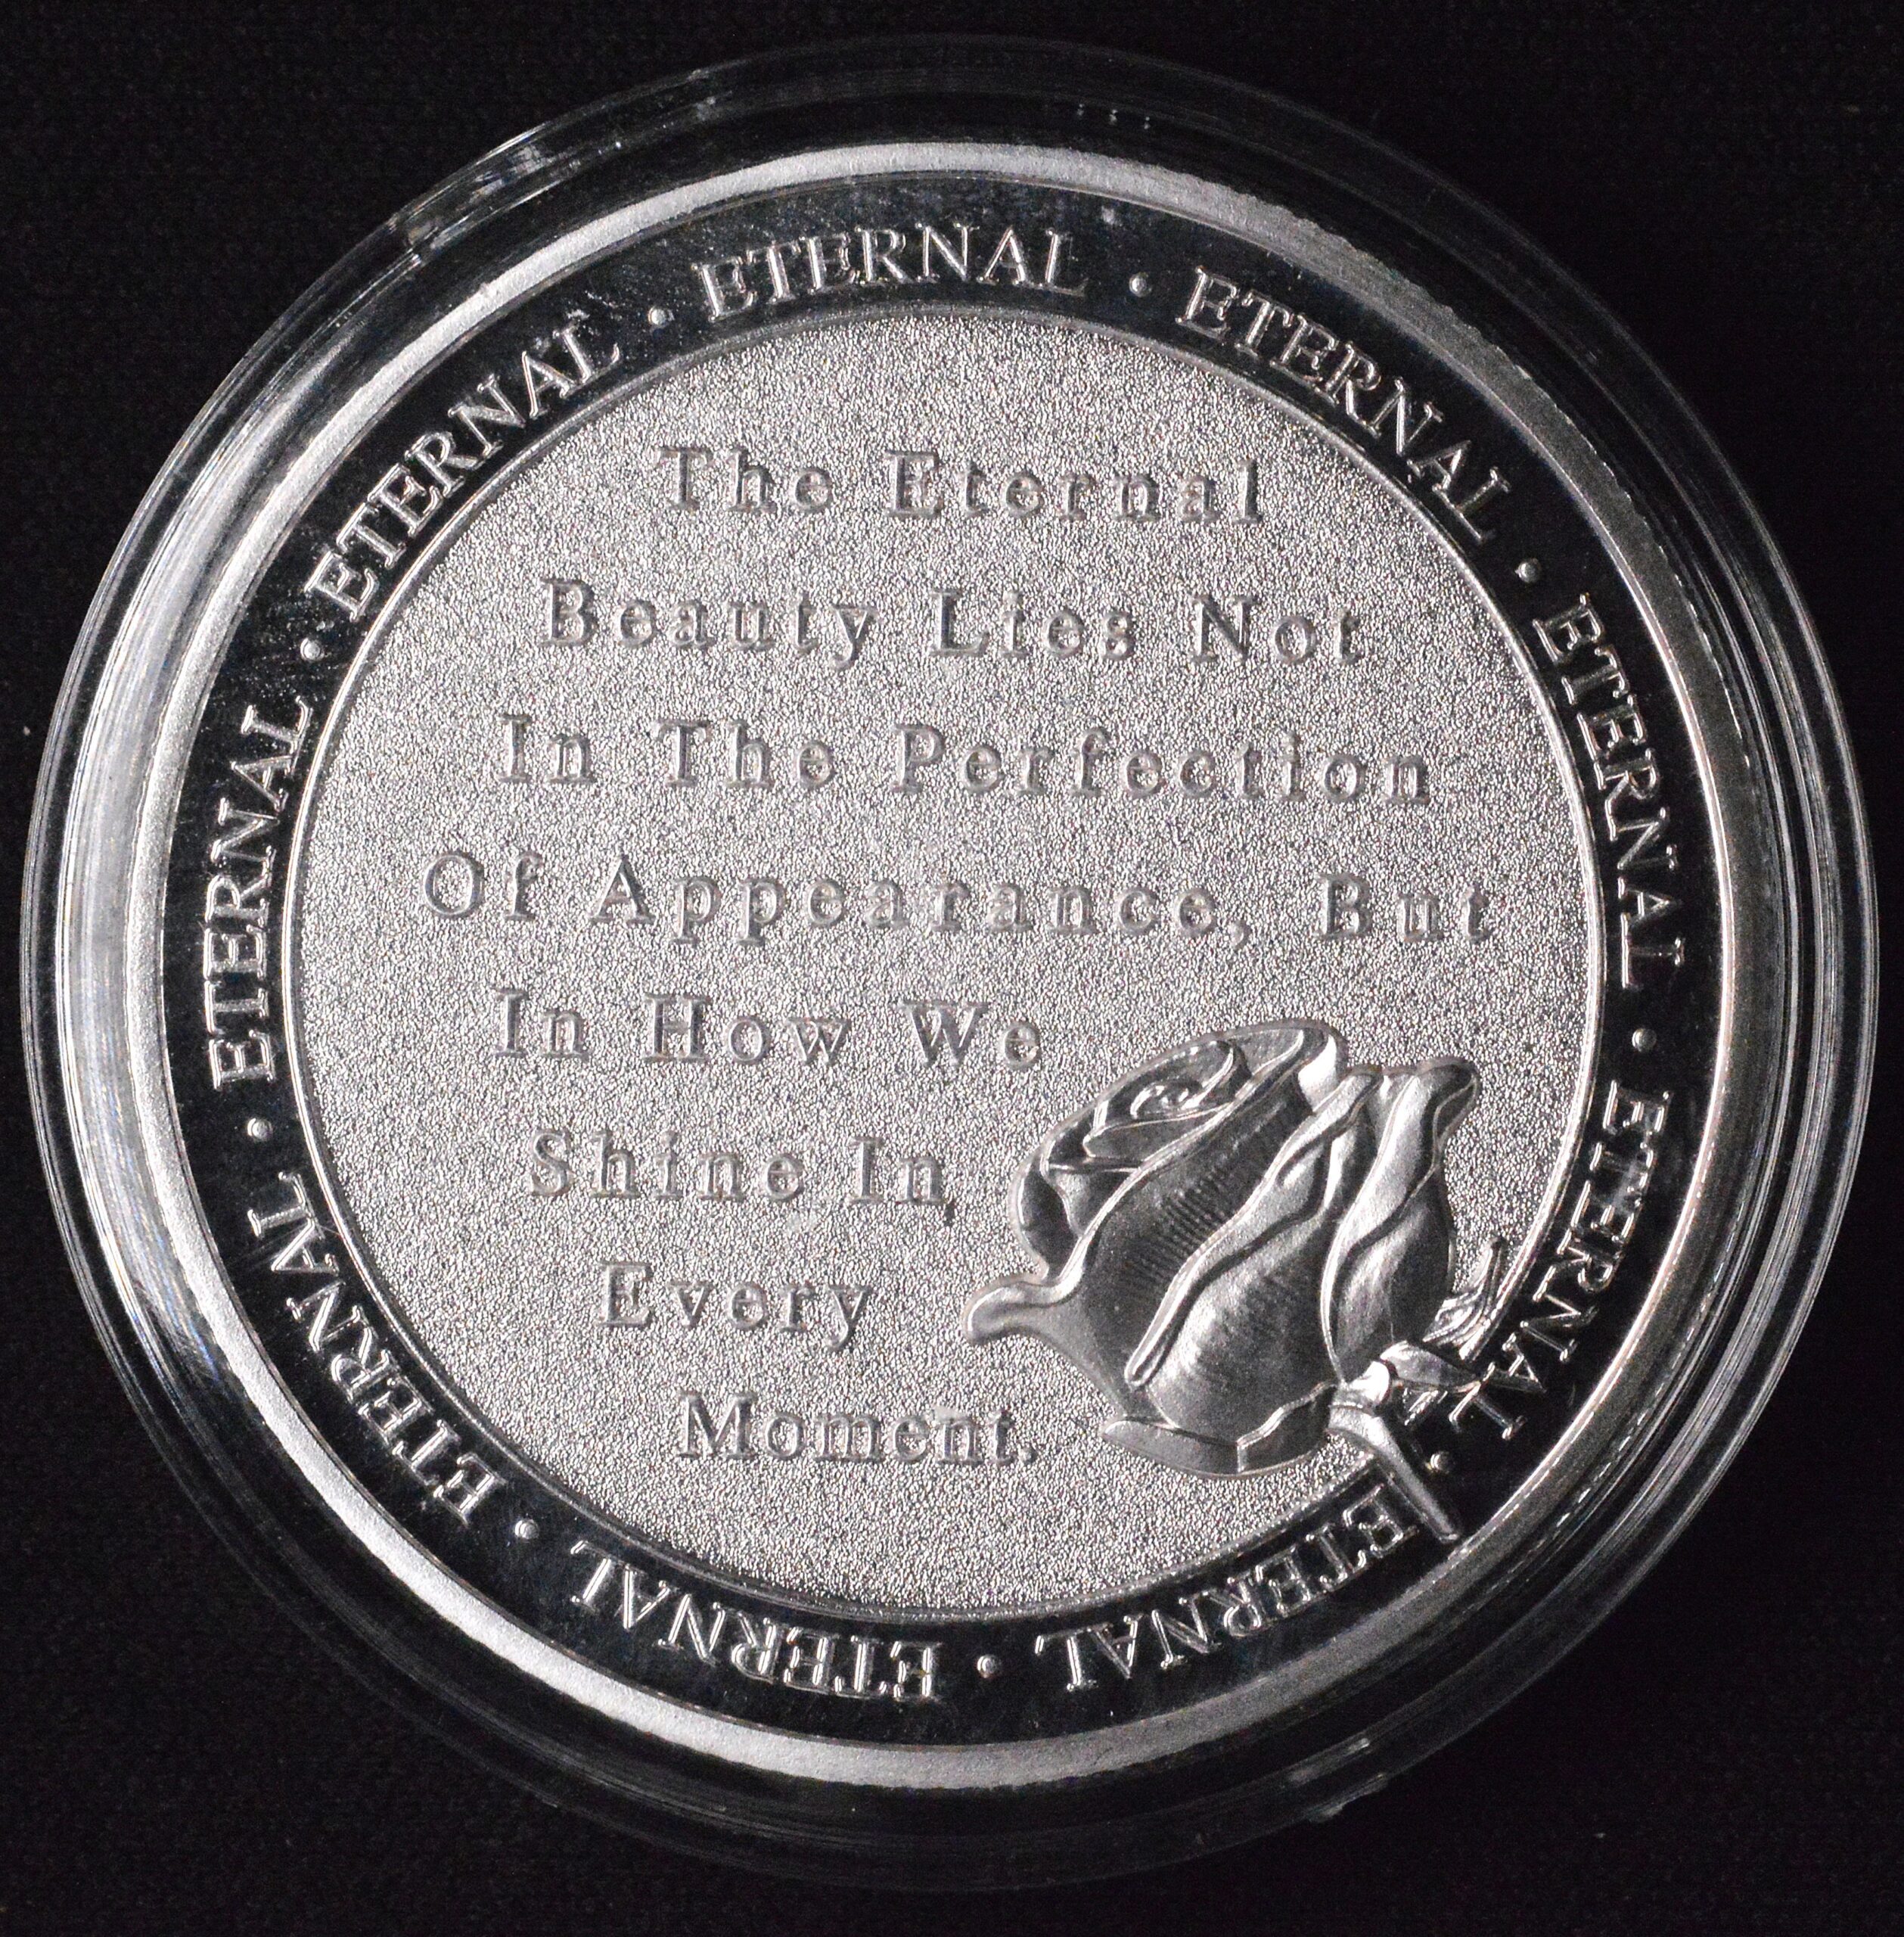 ETERNAL · ETERNAL · ETERNAL · ETERNAL · ETERNAL · ETERNAL · ETERNAL · ETERNAL · ETERNAL ·
The Eternal
Beauty Lies Not
In The Perfection
Of Appearance, But
In How We
Shine In
Every
Moment.